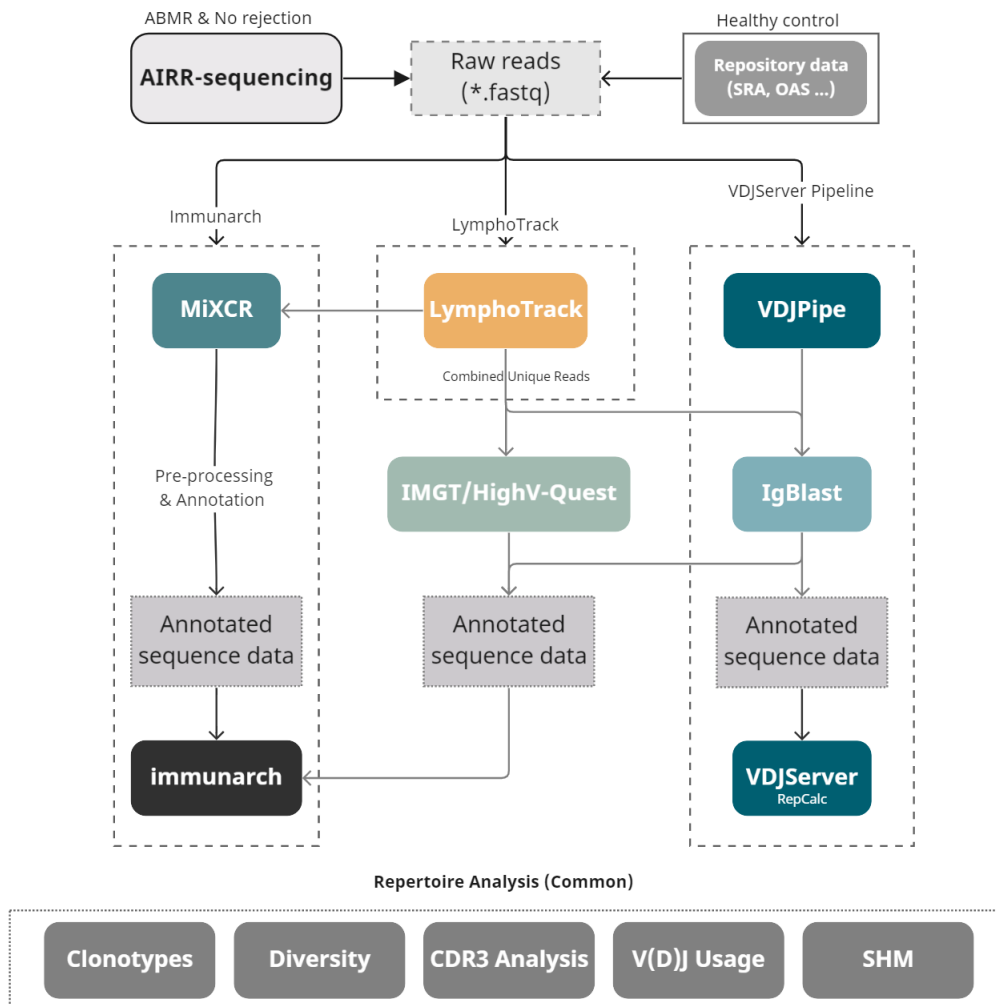 ABMR & No rejection
Healthy control
AIRR-sequencing
Raw reads
(*.fastq)
Repository data
(SRA, OAS ...)
Immunarch
LymphoTrack
VDJServer Pipeline
MiXCR
LymphoTrack
VDJPipe
Combined Unique Reads
Pre-processing
& Annotation
IMGT/HighV-Quest
IgBlast
Annotated
sequence data
Annotated
sequence data
Annotated
sequence data
immunarch
VDJServer
RepCalc
Repertoire Analysis (Common)
Clonotypes
Diversity
CDR3 Analysis
V(D)J Usage
SHM